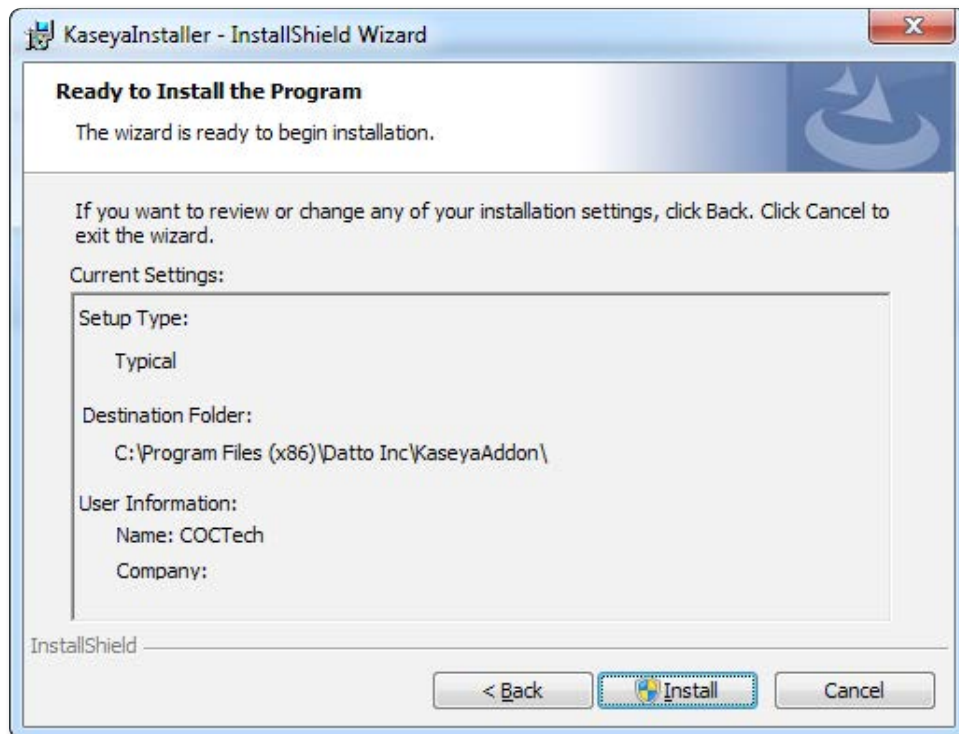 KaseyaInstaller - InstallShield Wizard
Ready to Install the Program
The wizard is ready to begin installation.
If you want to review or change any of your installation settings, click Back. Click Cancel to
exit the wizard.
Current Settings:
Setup Type:
Typical
Destination Folder:
C:\Program Files (x86)\Datto Inc\KaseyaAddon\
User Information:
Name: COCTech
Company:
InstallShield
< Back
Install
Cancel